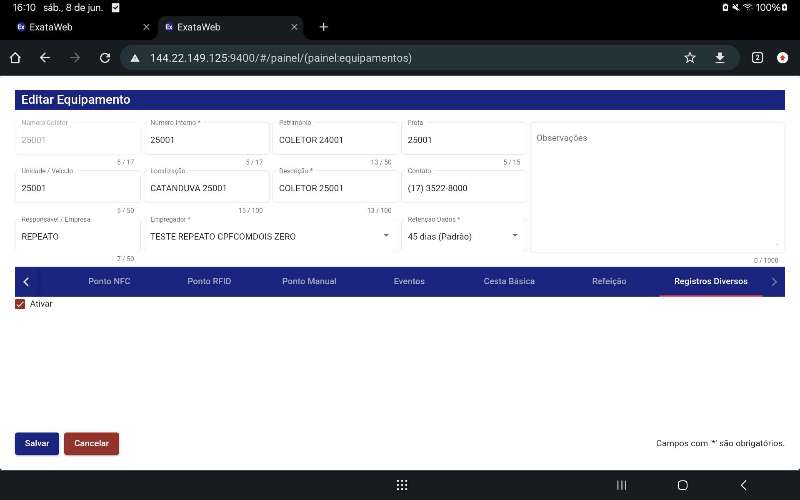 16:10 sáb., 8 de jun.
100%
Ex ExataWeb
Ex ExataWeb
144.22.149.125:9400/#/painel/(painel:equipamentos)
2
Editar Equipamento
Número Coletor
25001
5 / 17
Número Interno *
25001
5 / 17
Patrimônio
COLETOR 24001
13 / 50
Frota
25001
5 / 15
Observações
0 / 1000
Unidade / Veículo
25001
5 / 50
Localização
CATANDUVA 25001
15 / 100
Descrição *
COLETOR 25001
13 / 100
Contato
(17) 3522-8000
Responsável / Empresa
REPEATO
7 / 50
Empregador *
TESTE REPEATO CPFCOMDOIS ZERO
Retenção Dados *
45 dias (Padrão)
Ponto NFC
Ponto RFID
Ponto Manual
Eventos
Cesta Básica
Refeição
Registros Diversos
Ativar
Salvar
Cancelar
Campos com '*' são obrigatórios.